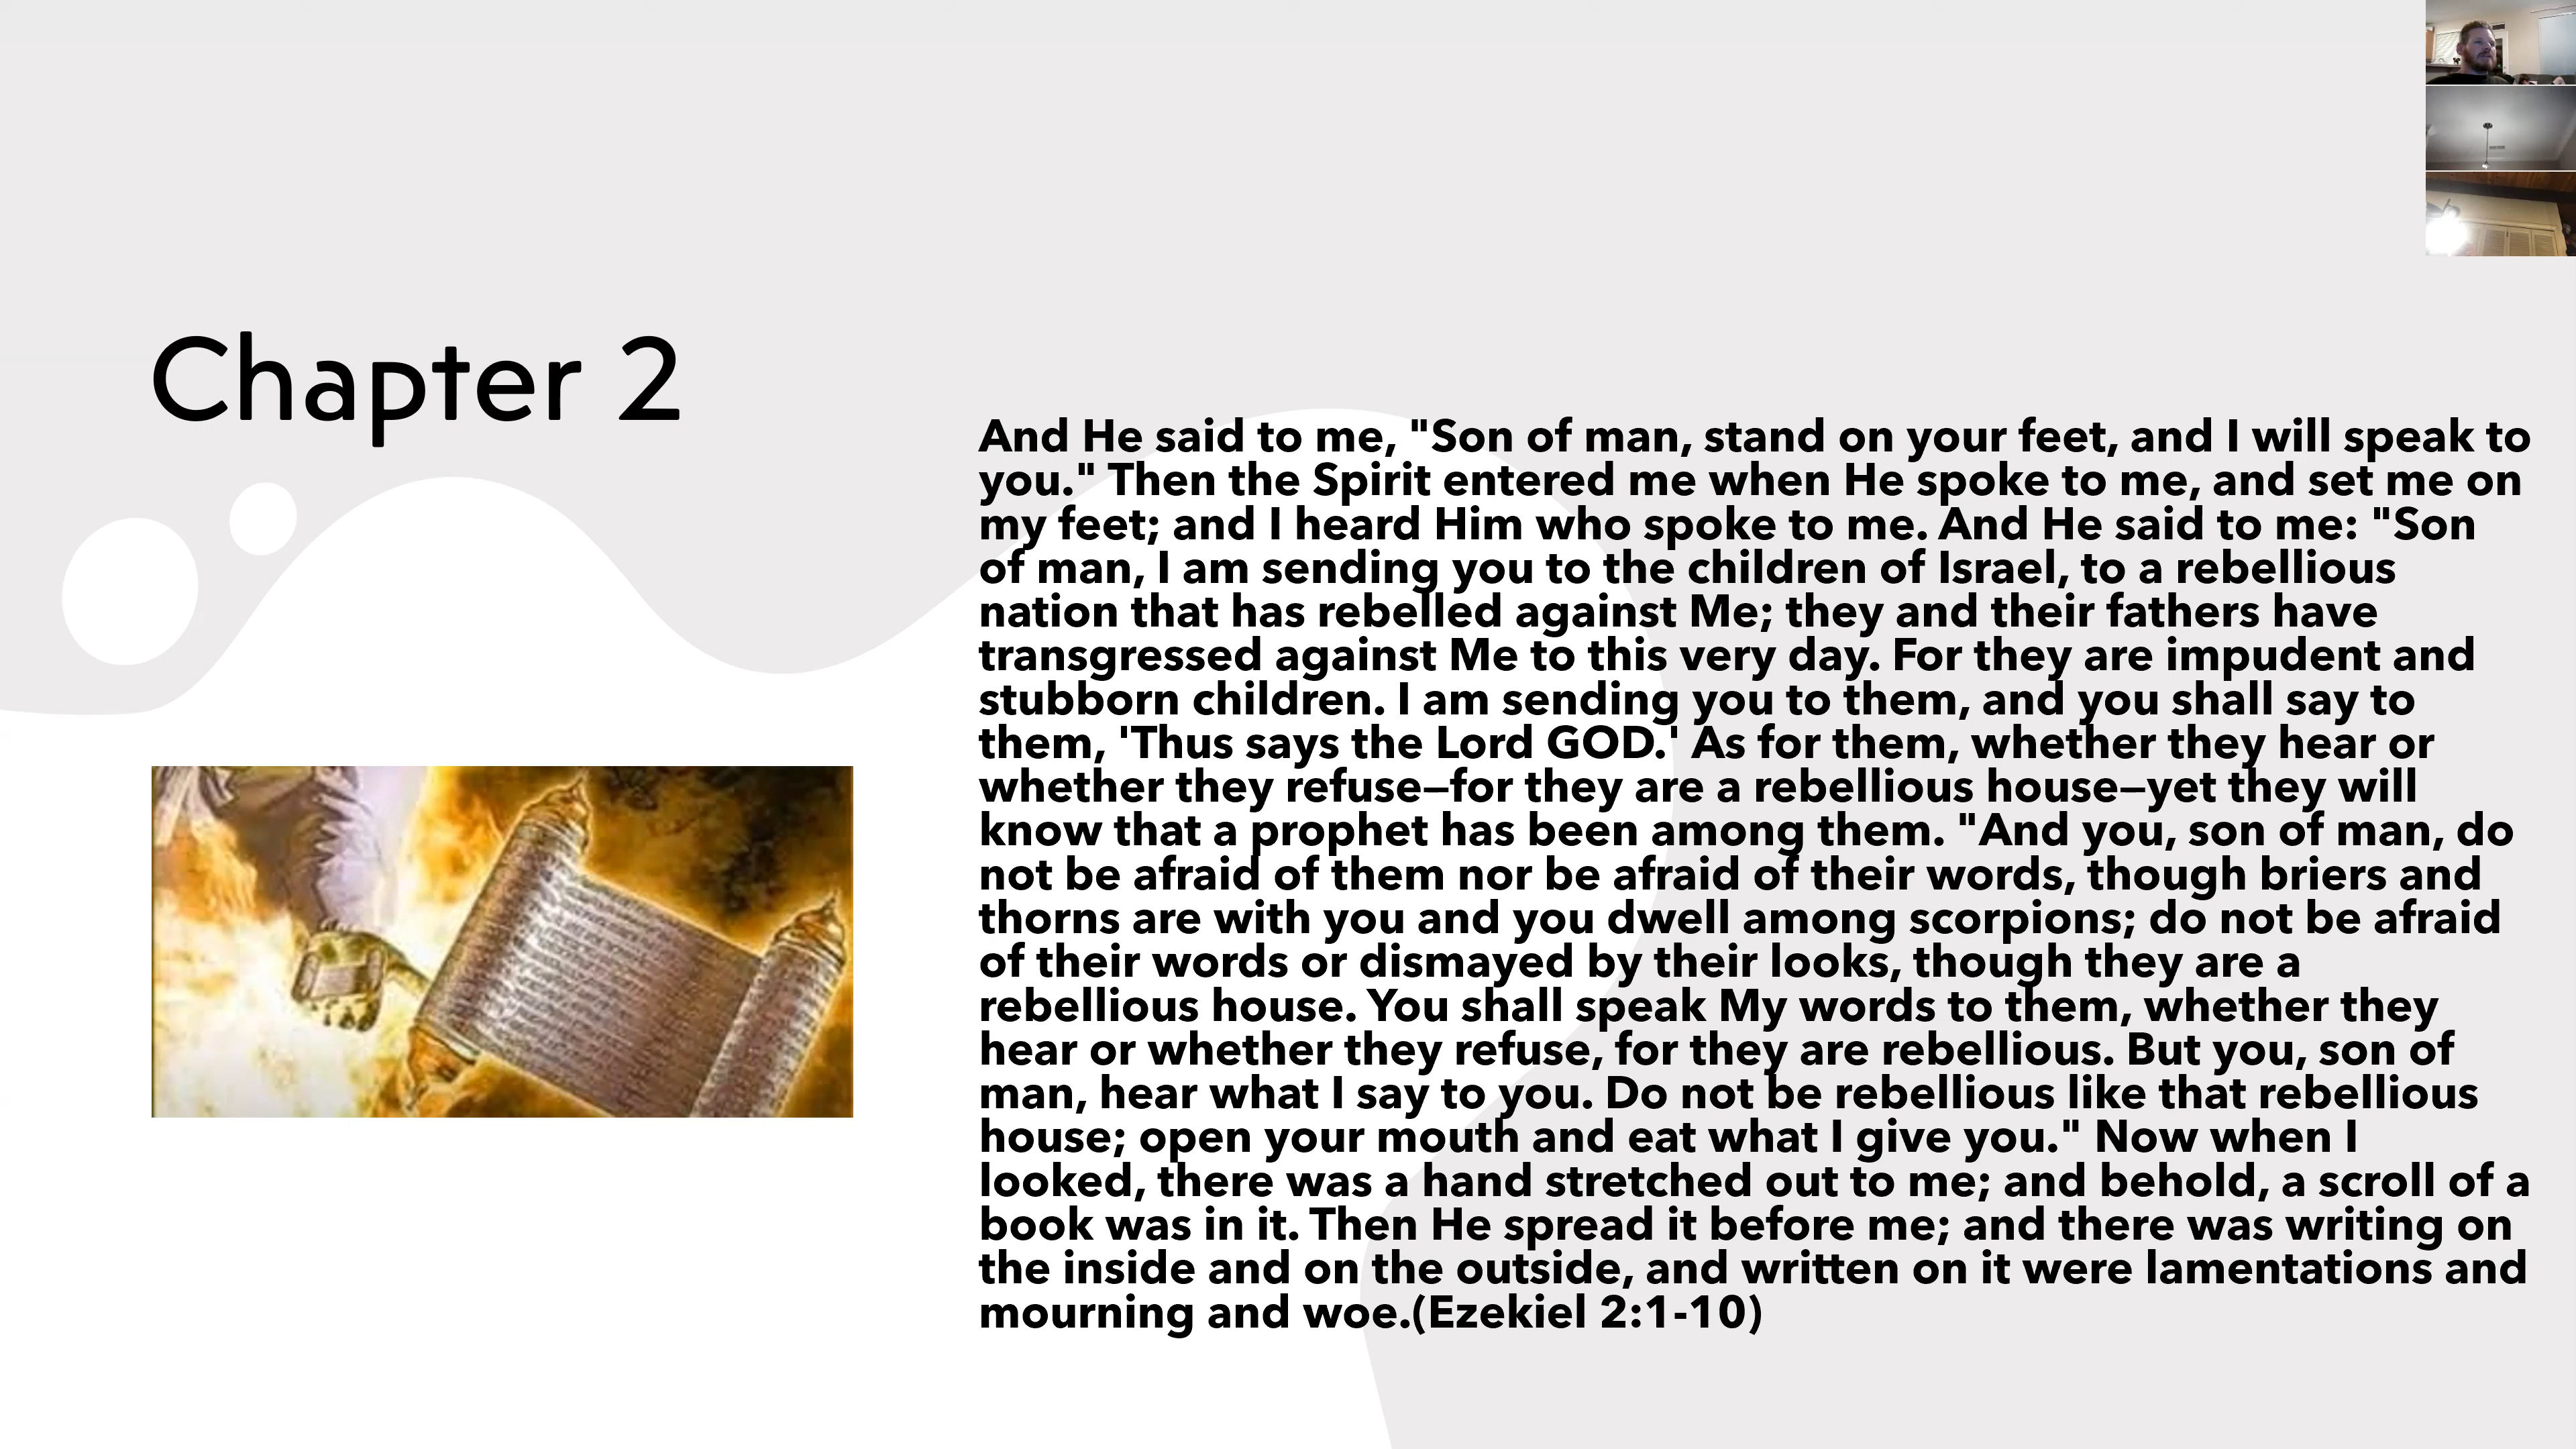 Chapter 2
And He said to me, "Son of man, stand on your feet, and I will speak to
you." Then the Spirit entered me when He spoke to me, and set me on
my feet; and I heard Him who spoke to me. And He said to me: "Son
of man, I am sending you to the children of Israel, to a rebellious
nation that has rebelled against Me; they and their fathers have
transgressed against Me to this very day. For they are impudent and
stubborn children. I am sending you to them, and you shall say to
them, 'Thus says the Lord GOD.' As for them, whether they hear or
whether they refuse—for they are a rebellious house—yet they will
know that a prophet has been among them. "And you, son of man, do
not be afraid of them nor be afraid of their words, though briers and
thorns are with you and you dwell among scorpions; do not be afraid
of their words or dismayed by their looks, though they are a
rebellious house. You shall speak My words to them, whether they
hear or whether they refuse, for they are rebellious. But you, son of
man, hear what I say to you. Do not be rebellious like that rebellious
house; open your mouth and eat what I give you." Now when I
looked, there was a hand stretched out to me; and behold, a scroll of a
book was in it. Then He spread it before me; and there was writing on
the inside and on the outside, and written on it were lamentations and
mourning and woe.(Ezekiel 2:1-10)